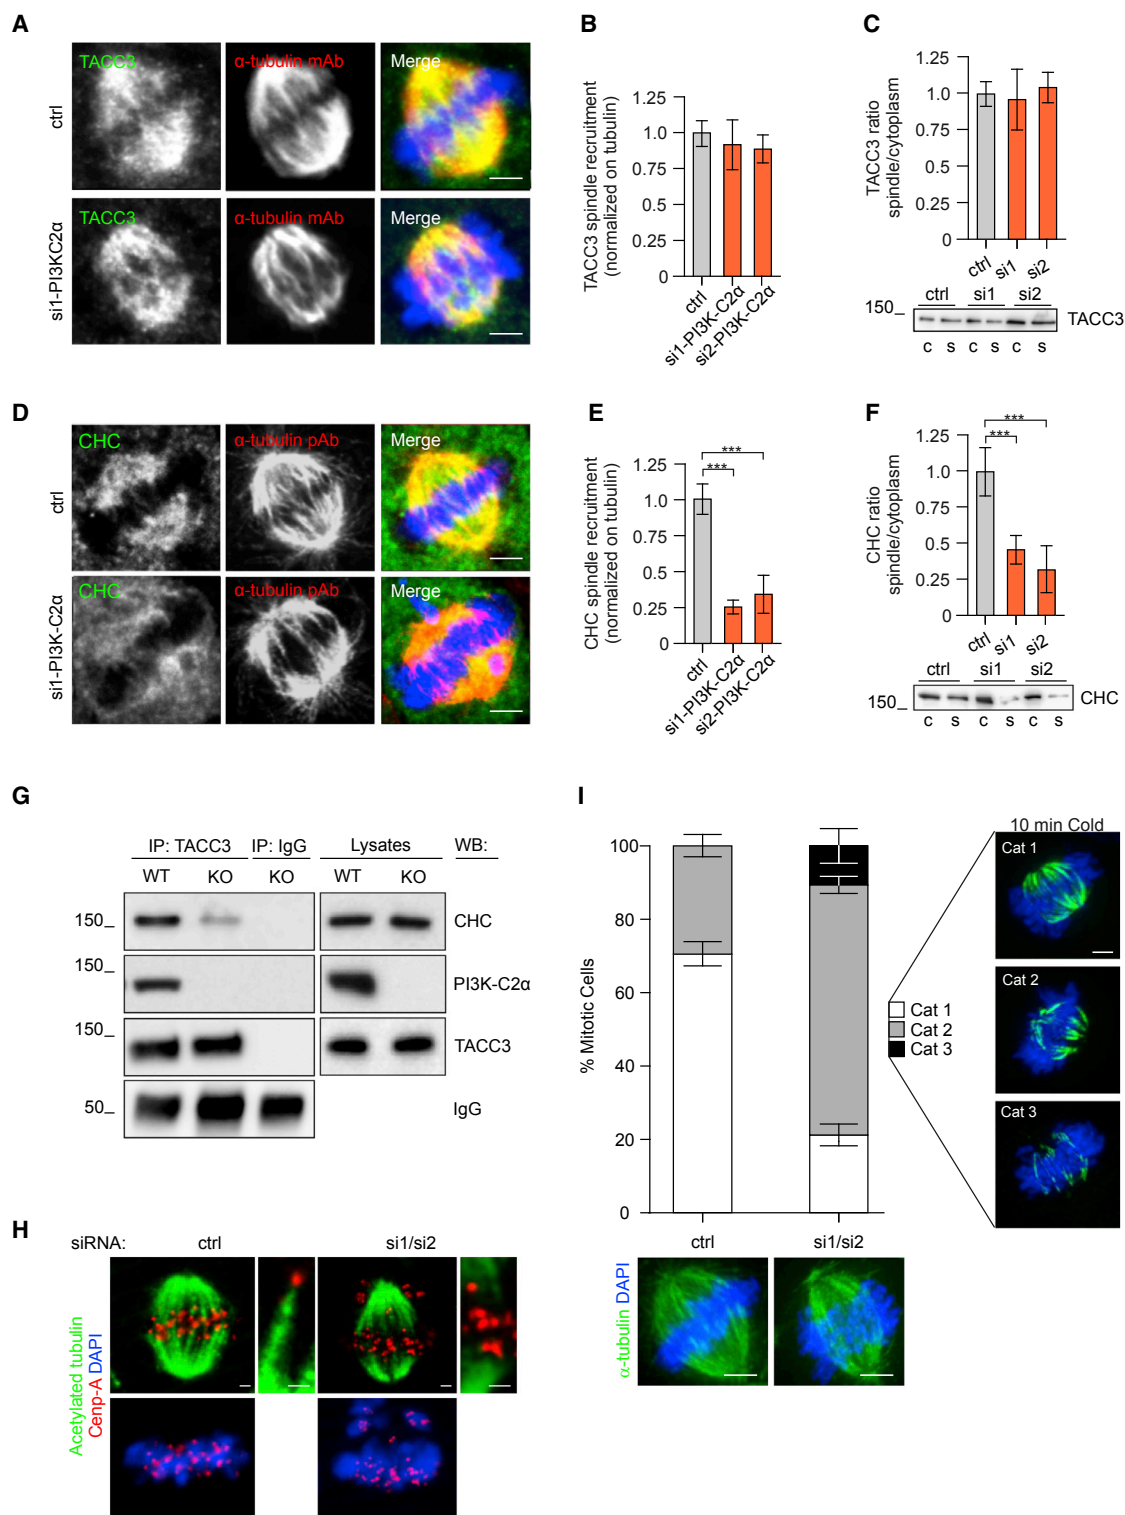 A
TACC3
α-tubulin mAb
Merge
ctrl
TACC3
α-tubulin mAb
Merge
si1-PI3KC2α
B
TACC3 spindle recruitment
(normalized on tubulin)
1.25
1.0
0.75
0.5
0.25
0
ctrl
si1-PI3K-C2α
si2-PI3K-C2α
C
TACC3 ratio
spindle/cytoplasm
1.25
1.0
0.75
0.5
0.25
0
ctrl
si1
si2
ctrl si1 si2
150
TACC3
c s c s c s
D
CHC
α-tubulin pAb
Merge
ctrl
CHC
α-tubulin pAb
Merge
si1-PI3K-C2α
E
CHC spindle recruitment
(normalized on tubulin)
1.25
1.0
0.75
0.5
0.25
0
***
***
ctrl
si1-PI3K-C2α
si2-PI3K-C2α
F
CHC ratio
spindle/cytoplasm
1.25
1.0
0.75
0.5
0.25
0
***
***
ctrl
si1
si2
ctrl si1 si2
150
CHC
c s c s c s
G
IP: TACC3 IP: IgG Lysates WB:
WT KO KO WT KO
150 CHC
150 PI3K-C2α
150 TACC3
50 IgG
H
siRNA: ctrl si1/si2
Acetylated tubulin
Cenp-A DAPI
I
% Mitotic Cells
100
80
60
40
20
0
ctrl si1/si2
α-tubulin DAPI
Cat 1
Cat 2
Cat 3
10 min Cold
Cat 1
Cat 2
Cat 3